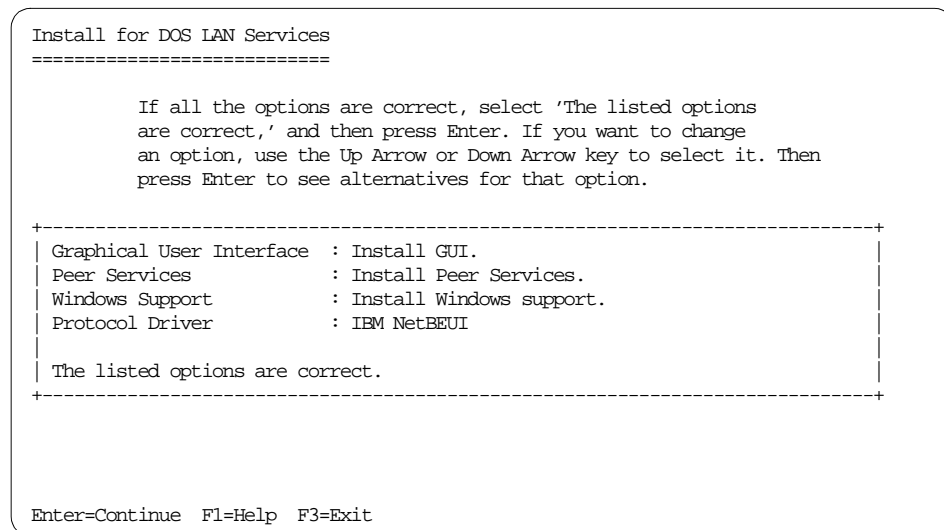 Install for DOS LAN Services
============================
If all the options are correct, select 'The listed options
are correct,' and then press Enter. If you want to change
an option, use the Up Arrow or Down Arrow key to select it. Then
press Enter to see alternatives for that option.
Graphical User Interface : Install GUI.
Peer Services : Install Peer Services.
Windows Support : Install Windows support.
Protocol Driver : IBM NetBEUI
The listed options are correct.
Enter=Continue F1=Help F3=Exit